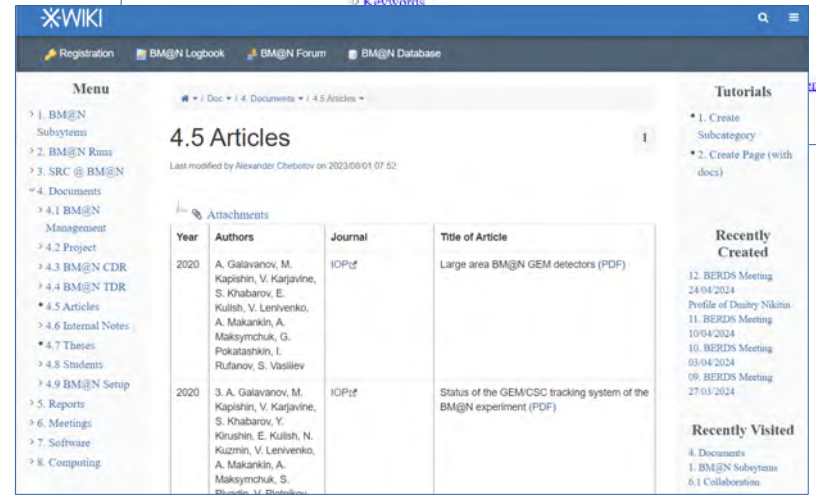 Keywords
XWIKI
Registration BM@N Logbook BM@N Forum BM@N Database
Menu
1. BM@N
Subsytems
2. BM@N Runs
3. SRC @ BM@N
4. Documents
4.1 BM@N
Management
4.2 Project
4.3 BM@N CDR
4.4 BM@N TDR
4.5 Articles
4.6 Internal Notes
4.7 Theses
4.8 Students
4.9 BM@N Setup
5. Reports
6. Meetings
7. Software
8. Computing
/ Doc / 4. Documents / 4.5 Articles
4.5 Articles
Last modified by Alexander Chebotov on 2023/08/01 07:52
Attachments
Year Authors Journal Title of Article
2020 A. Galavanov, M. IOP Large area BM@N GEM detectors (PDF)
Kapishin, V. Karjavine,
S. Khabarov, E.
Kulish, V. Lenivenko,
A. Makankin, A.
Maksymchuk, G.
Pokatashkin, I.
Rufanov, S. Vasiliev
2020 3. A. Galavanov, M. IOP Status of the GEM/CSC tracking system of the
Kapishin, V. Karjavine, BM@N experiment (PDF)
S. Khabarov, Y.
Kirushin, E. Kulish, N.
Kuzmin, V. Lenivenko,
A. Makankin, A.
Maksymchuk, S.
Tutorials
1. Create
Subcategory
2. Create Page (with
docs)
Recently
Created
12. BERDS Meeting
24/04/2024
Profile of Dmitry Nikitin
11. BERDS Meeting
10/04/2024
10. BERDS Meeting
03/04/2024
09. BERDS Meeting
27/03/2024
Recently Visited
4. Documents
1. BM@N Subsytems
6.1 Collaboration